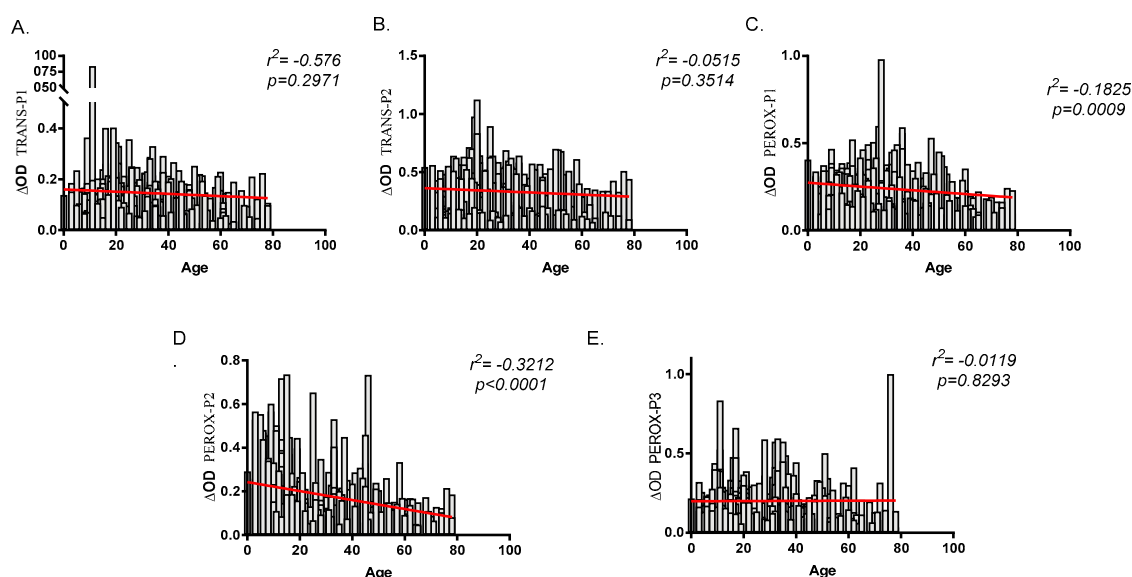 A.
r²= -0.576
p=0.2971
ΔOD TRANS-P1
100
075
050
0.4
0.2
0.0
0 20 40 60 80 100
Age
B.
r²= -0.0515
p=0.3514
ΔOD TRANS-P2
1.5
1.0
0.5
0.0
0 20 40 60 80 100
Age
C.
r²= -0.1825
p=0.0009
ΔOD PEROX-P1
1.0
0.5
0.0
0 20 40 60 80 100
Age
D
.
r²= -0.3212
p<0.0001
ΔOD PEROX-P2
0.8
0.6
0.4
0.2
0.0
0 20 40 60 80 100
Age
E.
r²= -0.0119
p=0.8293
ΔOD PEROX-P3
1.0
0.5
0.0
0 20 40 60 80 100
Age